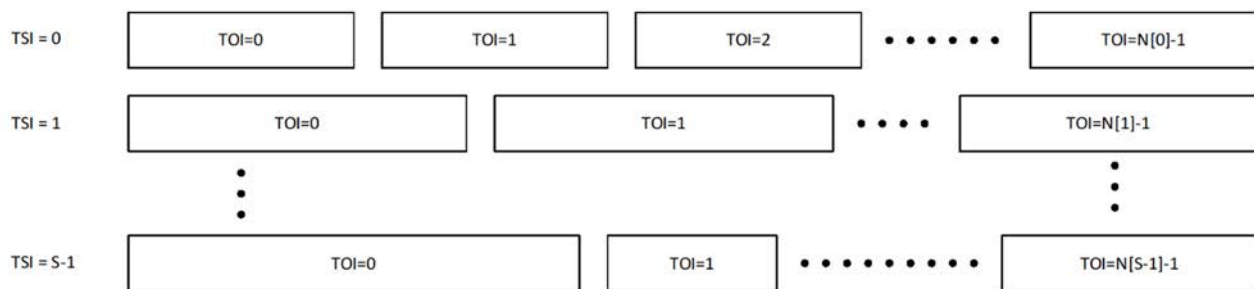 TSI = 0 TOI=0 TOI=1 TOI=2 TOI=N[0]-1
TSI = 1 TOI=0 TOI=1 TOI=N[1]-1
TSI = S-1 TOI=0 TOI=1 TOI=N[S-1]-1